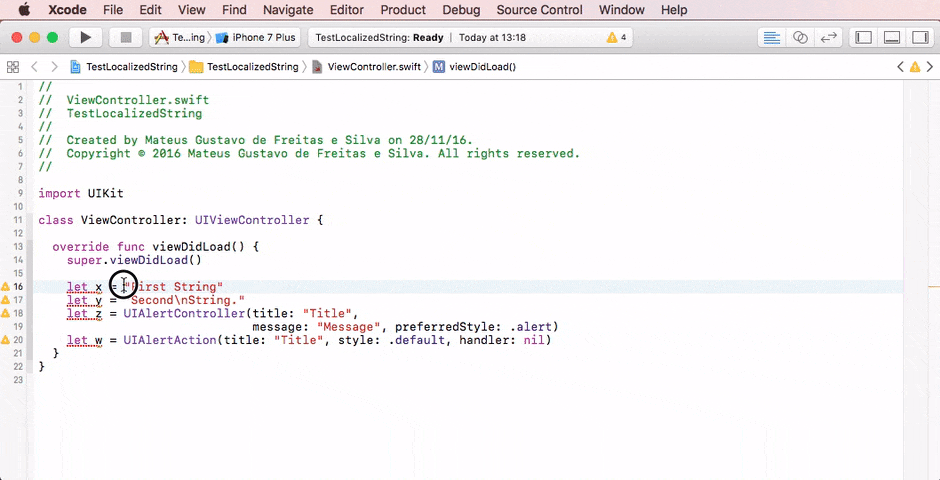 Xcode File Edit View Find Navigate Editor Product Debug Source Control Window Help
Te...ing iPhone 7 Plus TestLocalizedString: Ready Today at 13:18 4
TestLocalizedString TestLocalizedString ViewController.swift M viewDidLoad()
1 //
2 // ViewController.swift
3 // TestLocalizedString
4 //
5 // Created by Mateus Gustavo de Freitas e Silva on 28/11/16.
6 // Copyright © 2016 Mateus Gustavo de Freitas e Silva. All rights reserved.
7 //
8
9 import UIKit
10
11 class ViewController: UIViewController {
12
13 override func viewDidLoad() {
14 super.viewDidLoad()
15
16 let x = "First String"
17 let y = "Second\nString."
18 let z = UIAlertController(title: "Title",
19 message: "Message", preferredStyle: .alert)
20 let w = UIAlertAction(title: "Title", style: .default, handler: nil)
21 }
22 }
23